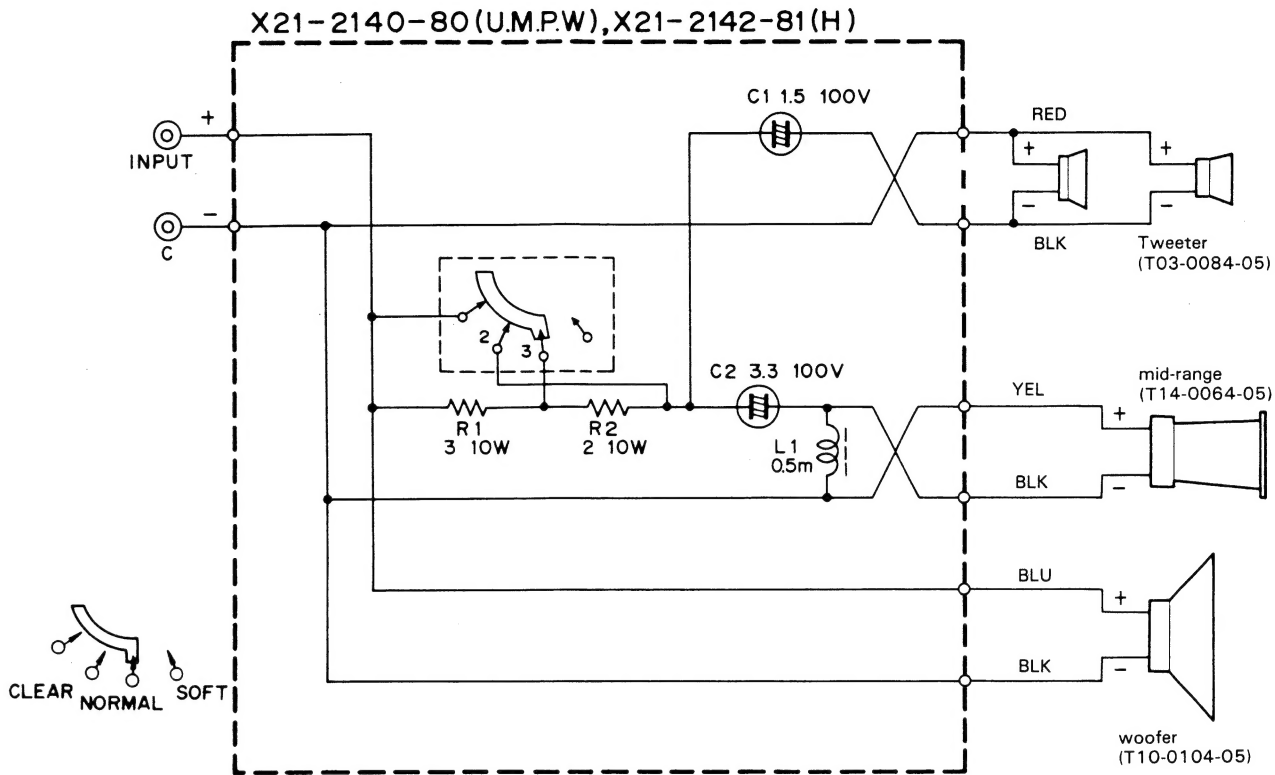 X21-2140-80(U.M.P.W),X21-2142-81(H)
C1 1.5 100V
+
INPUT
-
C
RED
+
-
+
-
BLK
Tweeter
(T03-0084-05)
2
3
C2 3.3 100V
R1
3 10W
R2
2 10W
L1
0.5m
YEL
mid-range
(T14-0064-05)
+
-
BLK
BLU
+
-
BLK
woofer
(T10-0104-05)
CLEAR
NORMAL
SOFT